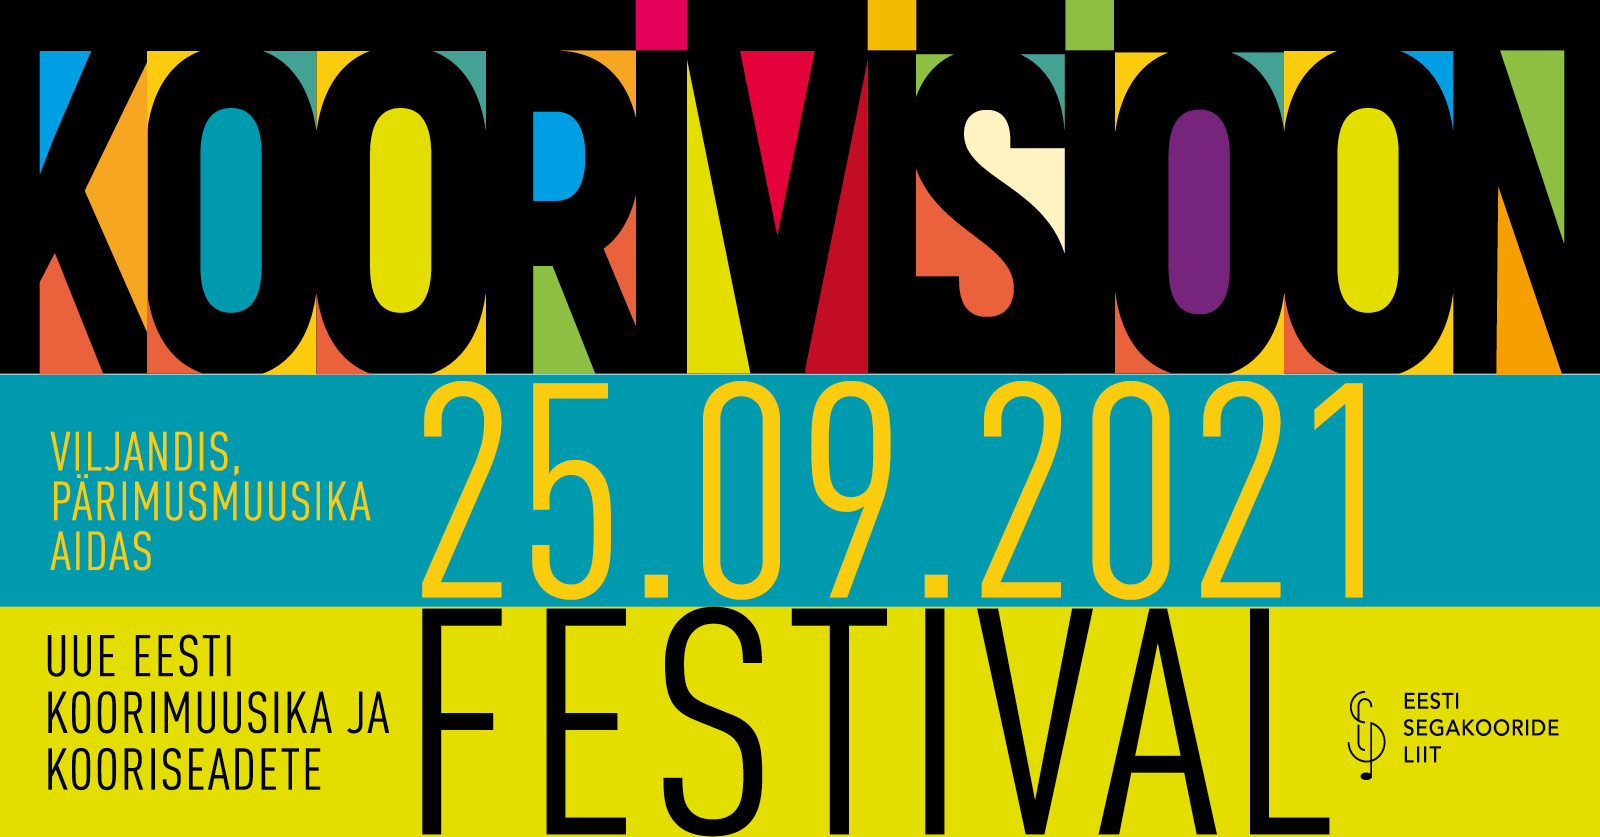 KOORiViSiOON
VILJANDIS,
PÄRIMUSMUUSIKA
AIDAS
25.09.2021
UUE EESTI
KOORIMUUSIKA JA
KOORISEADETE
FESTIVAL
EESTI
SEGAKOORIDE
LIIT